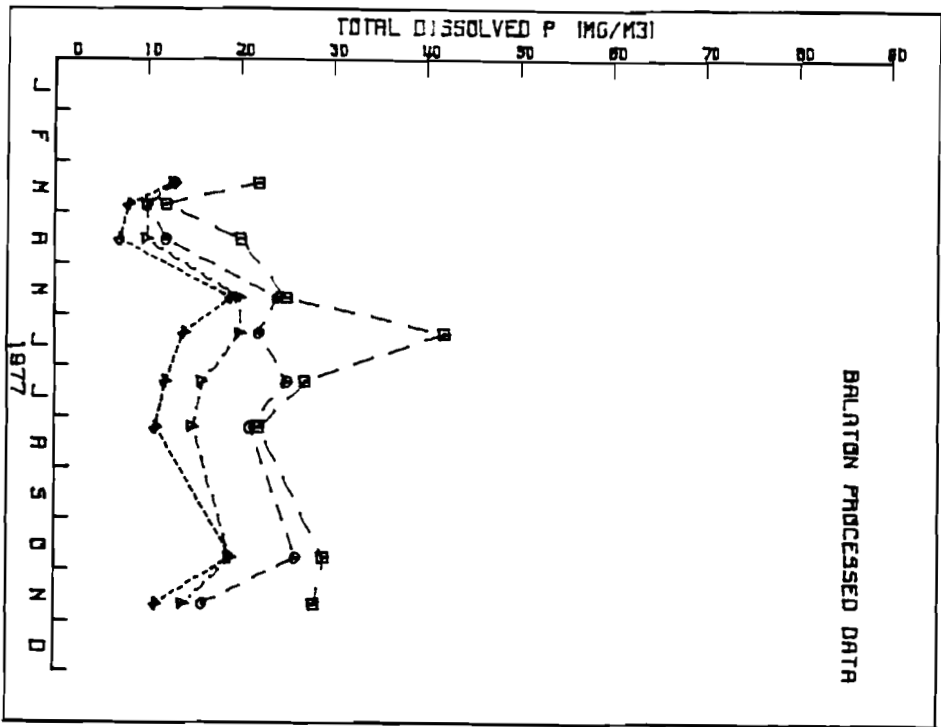 TOTAL DISSOLVED P [MG/M3]
0 10 20 30 40 50 60 70 80 90
J F M A M J J A S O N D
1977
BALATON PROCESSED DATA